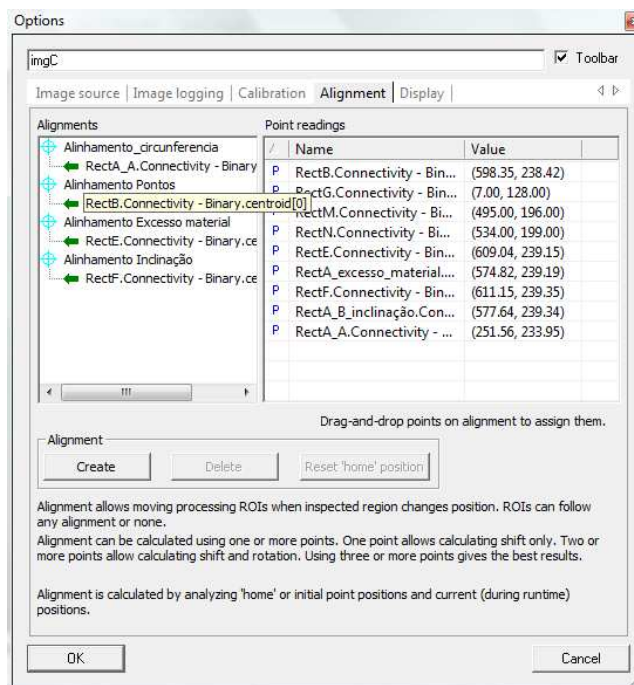 Options
imgC
Toolbar
Image source | Image logging | Calibration Alignment Display |
Alignments
Alinhamento_circunferencia
RectA_A.Connectivity - Binary
Alinhamento Pontos
RectB.Connectivity - Binary.centroid[0]
Alinhamento Excesso material
RectE.Connectivity - Binary.ce
Alinhamento Inclinação
RectF.Connectivity - Binary.ce
Point readings
/ Name Value
P RectB.Connectivity - Bin... (598.35, 238.42)
P RectG.Connectivity - Bin... (7.00, 128.00)
P RectM.Connectivity - Bin... (495.00, 196.00)
P RectN.Connectivity - Bin... (534.00, 199.00)
P RectE.Connectivity - Bin... (609.04, 239.15)
P RectA_excesso_material.... (574.82, 239.19)
P RectF.Connectivity - Bin... (611.15, 239.35)
P RectA_B_inclinação.Con... (577.64, 239.34)
P RectA_A.Connectivity - ... (251.56, 233.95)
Drag-and-drop points on alignment to assign them.
Alignment
Create Delete Reset 'home' position
Alignment allows moving processing ROIs when inspected region changes position. ROIs can follow
any alignment or none.
Alignment can be calculated using one or more points. One point allows calculating shift only. Two or
more points allow calculating shift and rotation. Using three or more points gives the best results.
Alignment is calculated by analyzing 'home' or initial point positions and current (during runtime)
positions.
OK Cancel